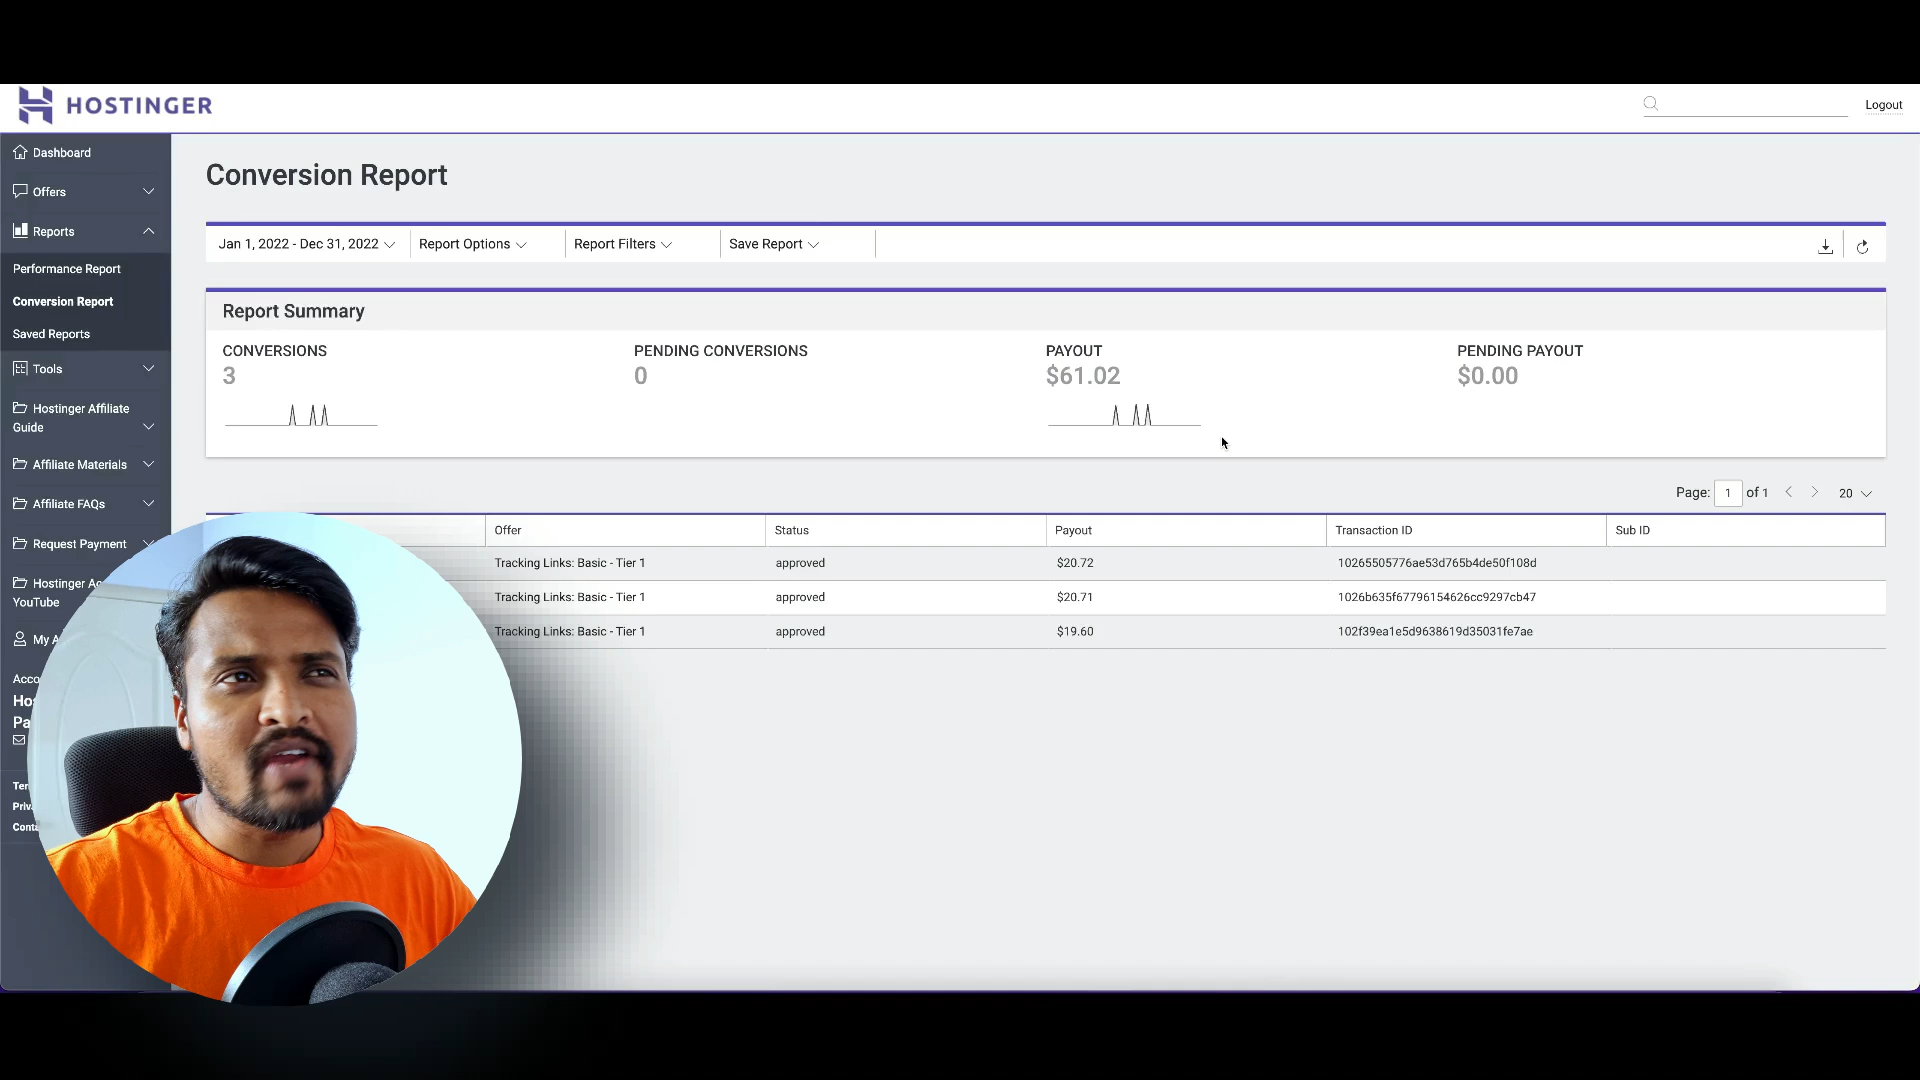 HOSTINGER
Logout
Dashboard
Offers
Reports
Performance Report
Conversion Report
Saved Reports
Tools
Hostinger Affiliate
Guide
Affiliate Materials
Affiliate FAQs
Request Payment
Hostinger
YouTube
My
Conversion Report
Jan 1, 2022 - Dec 31, 2022
Report Options
Report Filters
Save Report
Report Summary
CONVERSIONS
3
PENDING CONVERSIONS
0
PAYOUT
$61.02
PENDING PAYOUT
$0.00
Page: 1 of 1
20
Offer Status Payout Transaction ID Sub ID
Tracking Links: Basic - Tier 1 approved $20.72 10265505776ae53d765b4de50f108d
Tracking Links: Basic - Tier 1 approved $20.71 1026b635f67796154626cc9297cb47
Tracking Links: Basic - Tier 1 approved $19.60 102f39ea1e5d9638619d35031fe7ae